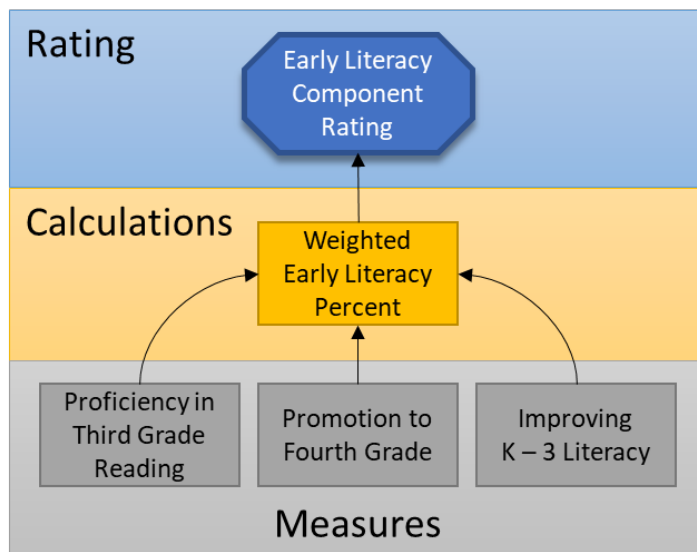 Rating
Early Literacy
Component
Rating
Calculations
Weighted
Early Literacy
Percent
Proficiency in
Third Grade
Reading
Promotion to
Fourth Grade
Improving
K – 3 Literacy
Measures